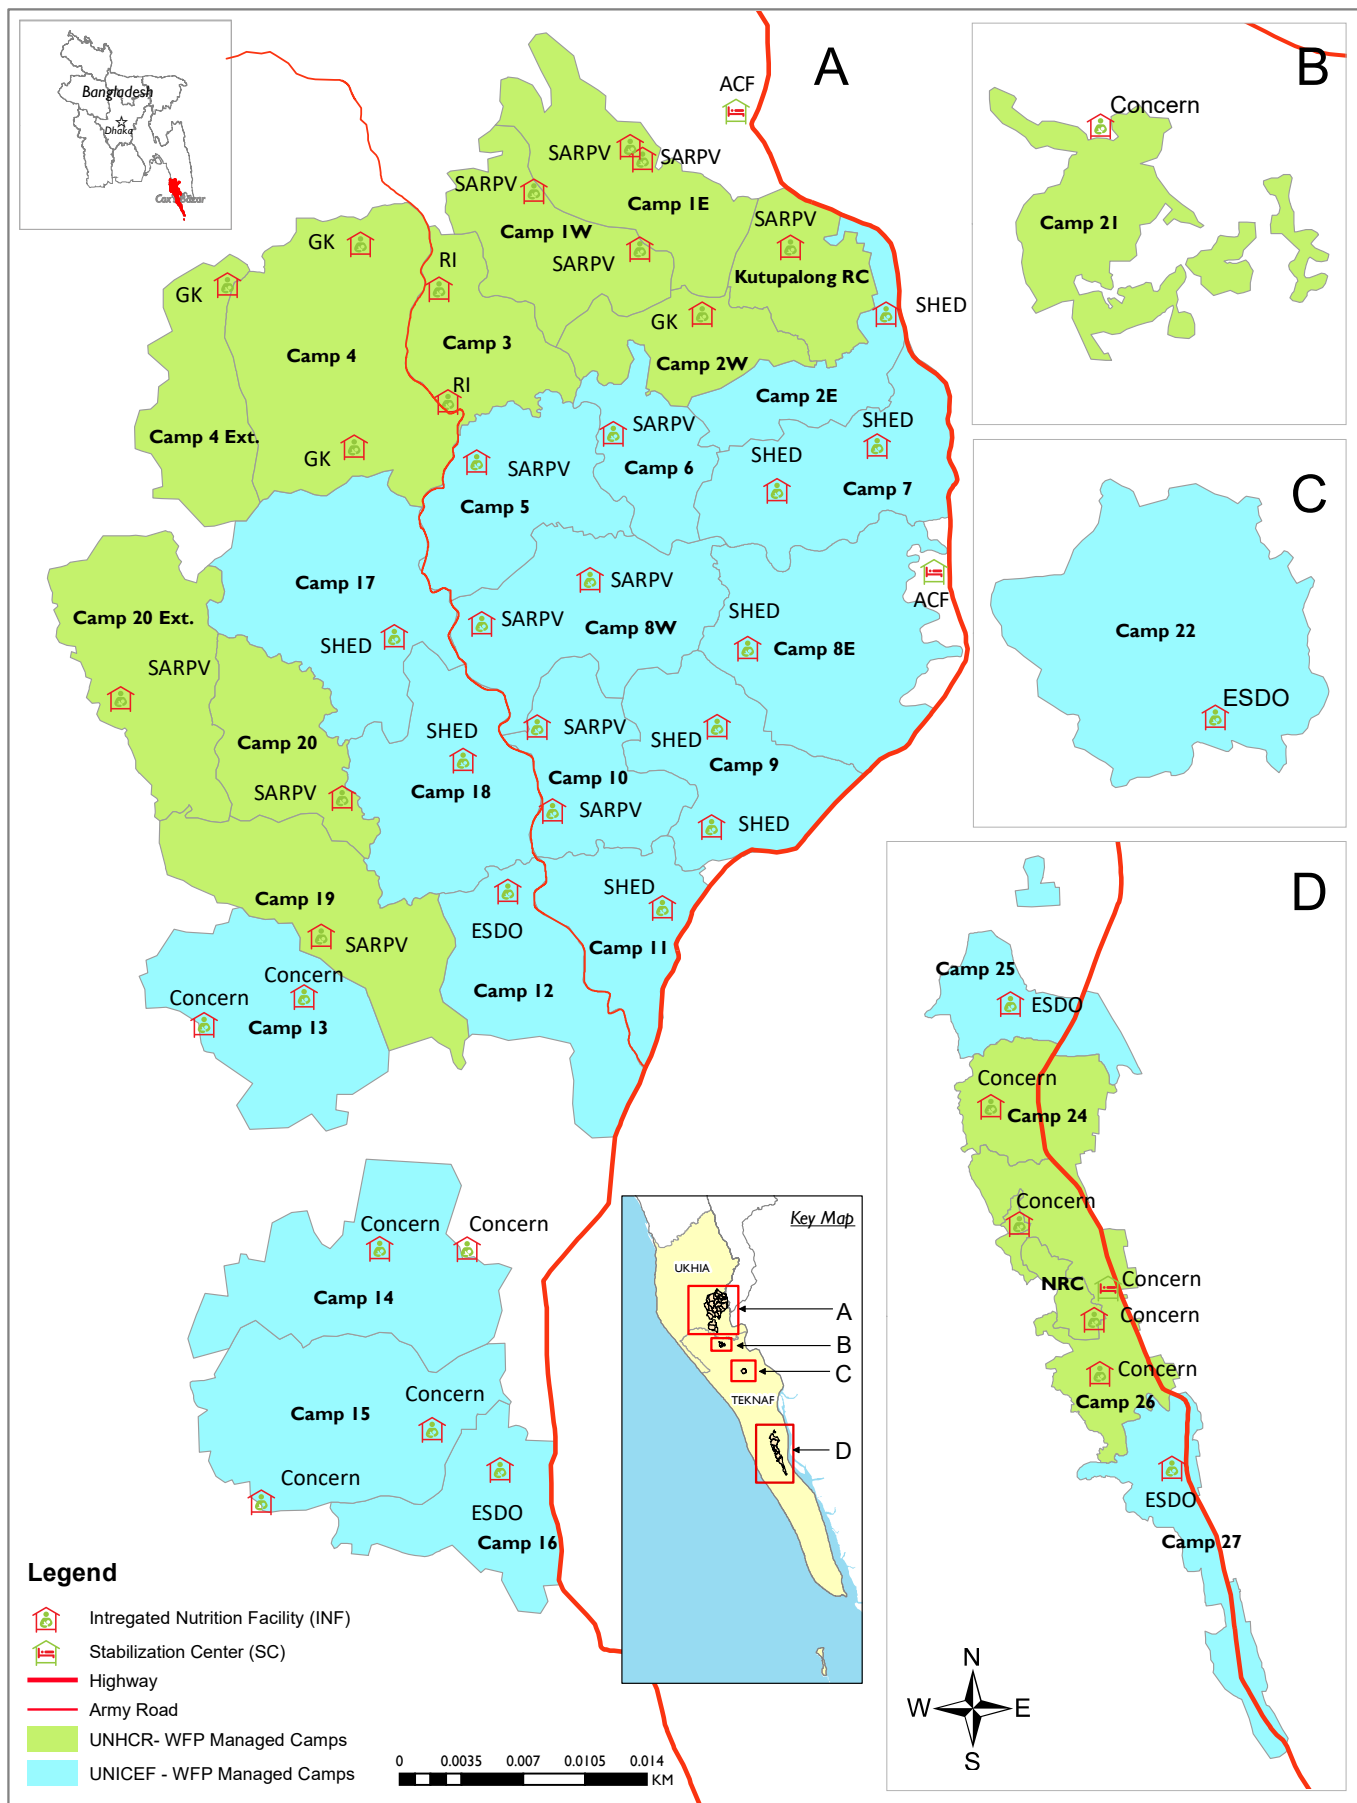 A
Bangladesh
Dhaka
Cox's Bazar
ACF
SARPV
SARPV
SARPV
Camp 1E
Camp 1W
SARPV
SARPV
Kutupalong RC
GK
GK
RI
Camp 4
Camp 3
RI
GK
Camp 2W
SHED
Camp 4 Ext.
GK
Camp 2E
SARPV
SHED
SARPV
Camp 6
SHED
Camp 7
Camp 5
Camp 17
SARPV
ACF
Camp 20 Ext.
SARPV
Camp 8W
SHED
Camp 8E
SHED
SARPV
Camp 20
SHED
SARPV
SHED
Camp 9
SARPV
Camp 18
Camp 10
SARPV
SHED
Camp 19
SARPV
ESDO
SHED
Camp 11
Concern
Concern
Camp 13
Camp 12
Concern
Concern
Camp 14
Concern
Camp 15
Concern
ESDO
Camp 16
Key Map
UKHIA
A
B
C
TEKNAF
D
B
Concern
Camp 21
C
Camp 22
ESDO
D
Camp 25
ESDO
Concern
Camp 24
Concern
NRC
Concern
Concern
Concern
Camp 26
ESDO
Camp 27
N
W
E
S
Legend
Intregated Nutrition Facility (INF)
Stabilization Center (SC)
Highway
Army Road
UNHCR- WFP Managed Camps
UNICEF - WFP Managed Camps
0 0.0035 0.007 0.0105 0.014
KM